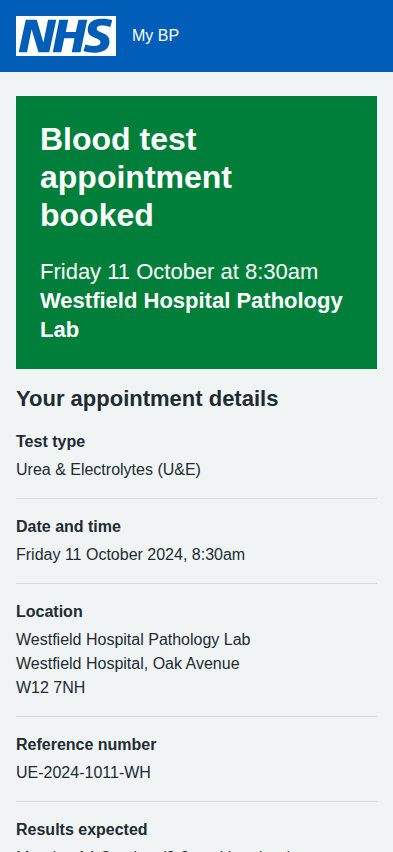 NHS My BP
Blood test
appointment
booked
Friday 11 October at 8:30am
Westfield Hospital Pathology
Lab
Your appointment details
Test type
Urea & Electrolytes (U&E)
Date and time
Friday 11 October 2024, 8:30am
Location
Westfield Hospital Pathology Lab
Westfield Hospital, Oak Avenue
W12 7NH
Reference number
UE-2024-1011-WH
Results expected